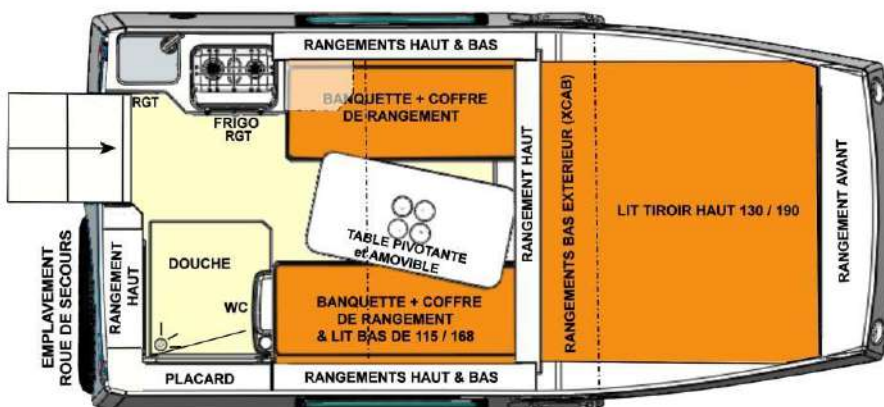 RANGEMENTS HAUT & BAS
RGT
FRIGO
RGT
BANQUETTE + COFFRE
DE RANGEMENT
RANGEMENT HAUT
RANGEMENTS BAS EXTERIEUR (XCAB)
LIT TIROIR HAUT 130 / 190
RANGEMENT AVANT
TABLE PIVOTANTE
et AMOVIBLE
EMPLAVEMENT
ROUE DE SECOURS
RANGEMENT
HAUT
DOUCHE
WC
BANQUETTE + COFFRE
DE RANGEMENT
& LIT BAS DE 115 / 168
PLACARD
RANGEMENTS HAUT & BAS